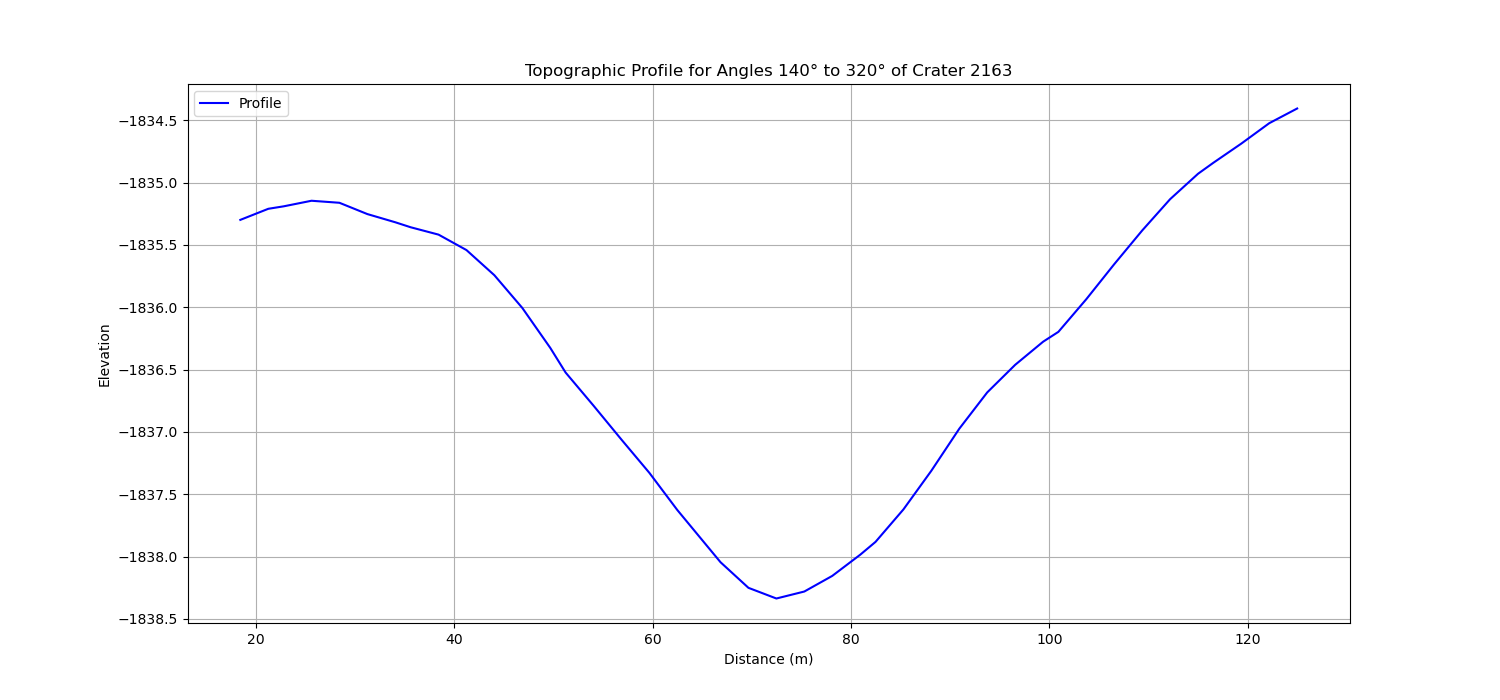 Topographic Profile for Angles 140° to 320° of Crater 2163
Profile
−1834.5
−1835.0
−1835.5
−1836.0
−1836.5
−1837.0
−1837.5
−1838.0
−1838.5
Elevation
20 40 60 80 100 120
Distance (m)